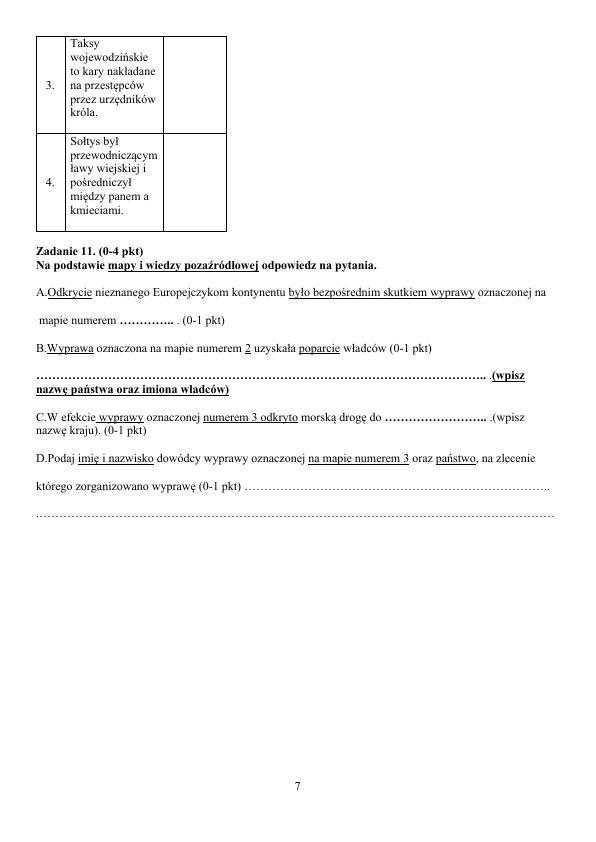 3.
Taksy
wojewodzińskie
to kary nakładane
na przestępców
przez urzędników
króla.
4.
Sołtys był
przewodniczącym
ławy wiejskiej i
pośredniczył
między panem a
kmieciami.
Zadanie 11. (0-4 pkt)
Na podstawie mapy i wiedzy pozaźródłowej odpowiedz na pytania.
A.Odkrycie nieznanego Europejczykom kontynentu było bezpośrednim skutkiem wyprawy oznaczonej na
mapie numerem ………….. . (0-1 pkt)
B.Wyprawa oznaczona na mapie numerem 2 uzyskała poparcie władców (0-1 pkt)
………………………………………………………………………………………………….. .(wpisz
nazwę państwa oraz imiona władców)
C.W efekcie wyprawy oznaczonej numerem 3 odkryto morską drogę do …………………….. .(wpisz
nazwę kraju). (0-1 pkt)
D.Podaj imię i nazwisko dowódcy wyprawy oznaczonej na mapie numerem 3 oraz państwo, na zlecenie
którego zorganizowano wyprawę (0-1 pkt) …………………………………………………………………..
……………………………………………………………………………………………………………………
7